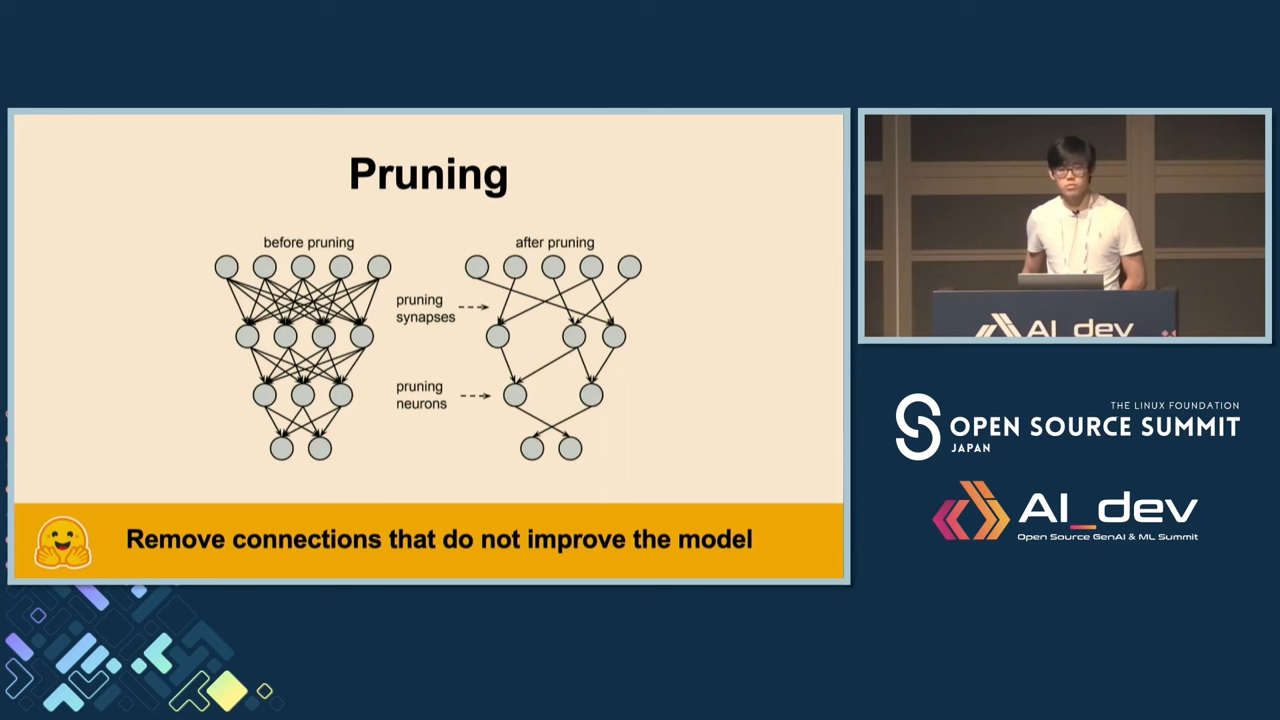 Pruning
before pruning
after pruning
pruning
synapses
pruning
neurons
Remove connections that do not improve the model
AI_dev
THE LINUX FOUNDATION
OPEN SOURCE SUMMIT
JAPAN
AI_dev
Open Source GenAI & ML Summit